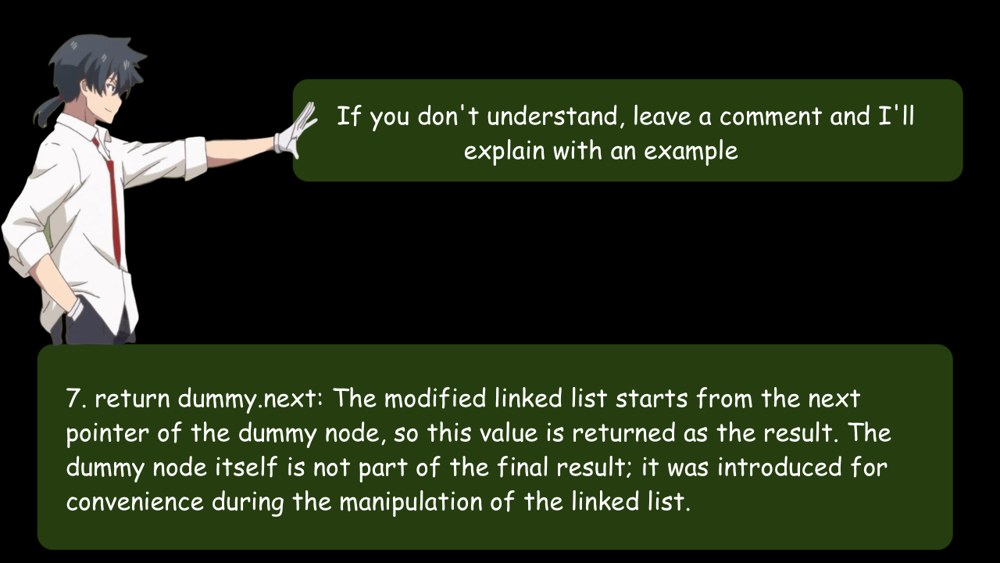 If you don't understand, leave a comment and I'll
explain with an example
7. return dummy.next: The modified linked list starts from the next
pointer of the dummy node, so this value is returned as the result. The
dummy node itself is not part of the final result; it was introduced for
convenience during the manipulation of the linked list.